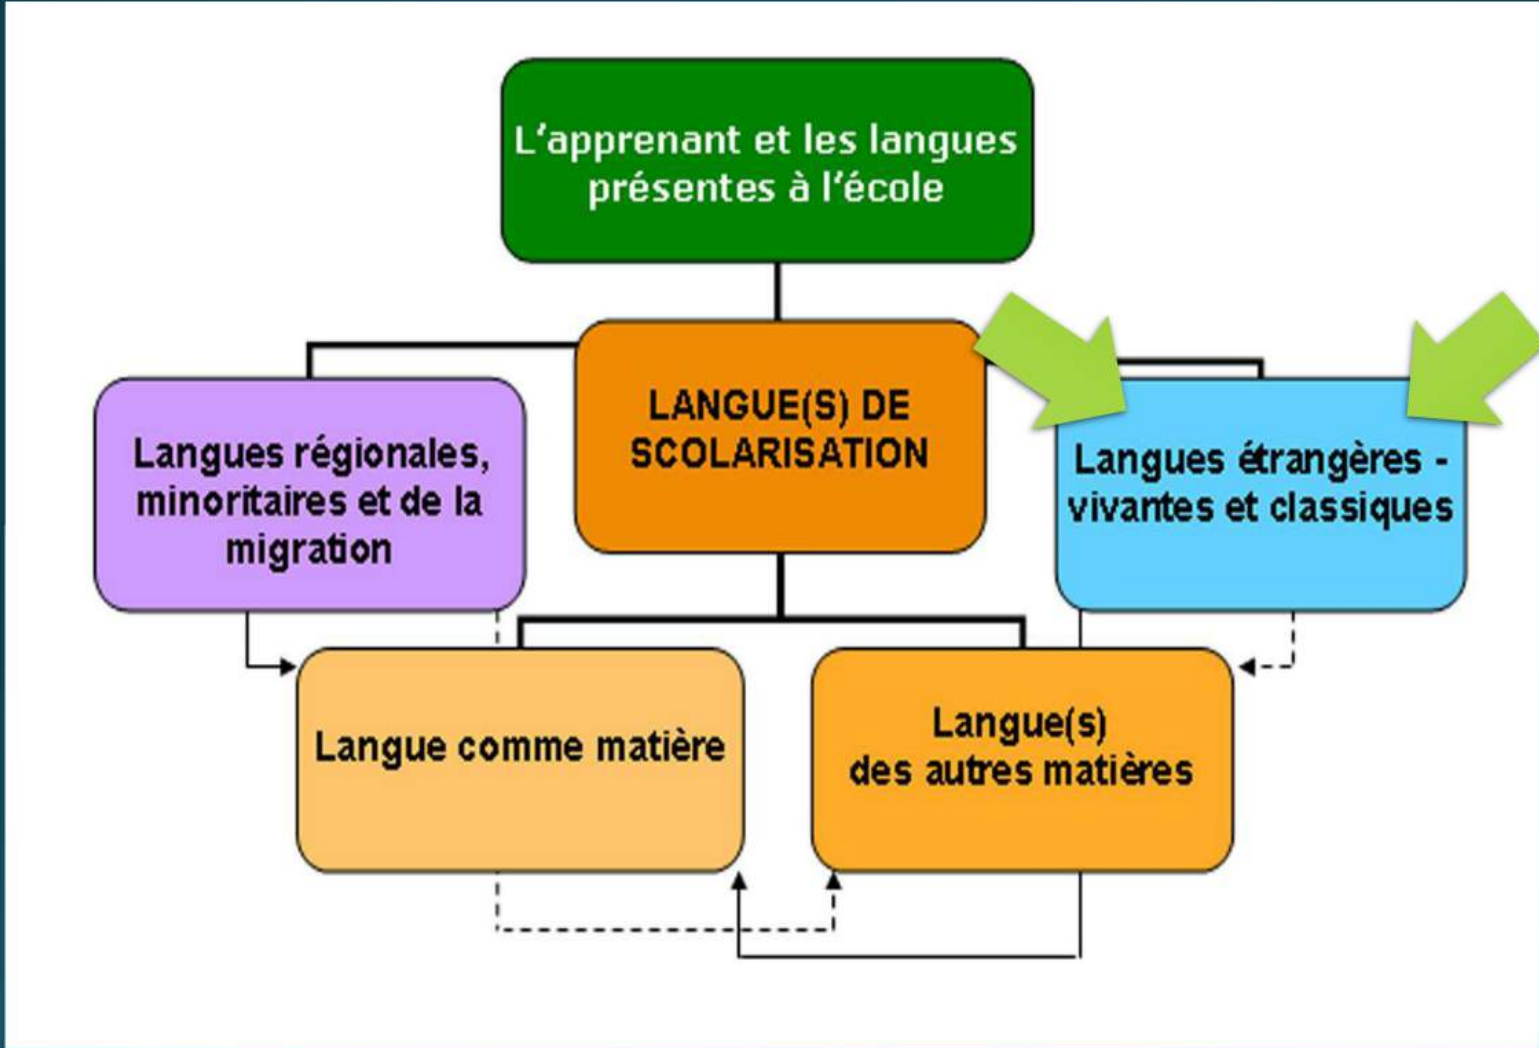 L'apprenant et les langues
présentes à l'école
LANGUE(S) DE
SCOLARISATION
Langues régionales,
minoritaires et de la
migration
Langues étrangères -
vivantes et classiques
Langue comme matière
Langue(s)
des autres matières